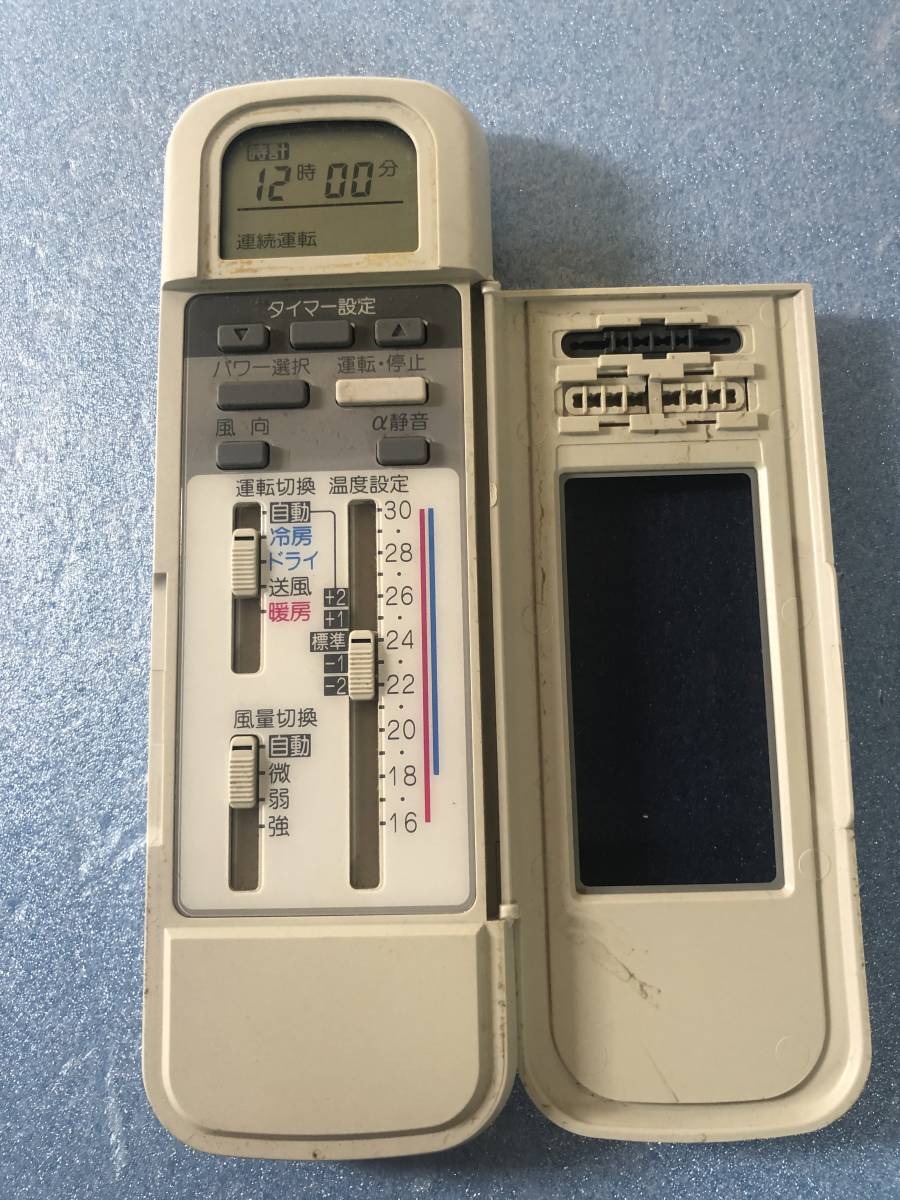 時計
12時 00分
連続運転
タイマー設定
▼ ▲
パワー選択 運転・停止
風向 α静音
運転切換 温度設定
自動
冷房
ドライ
送風
暖房
+2
+1
標準
-1
-2
30
28
26
24
22
20
18
16
風量切換
自動
微
弱
強